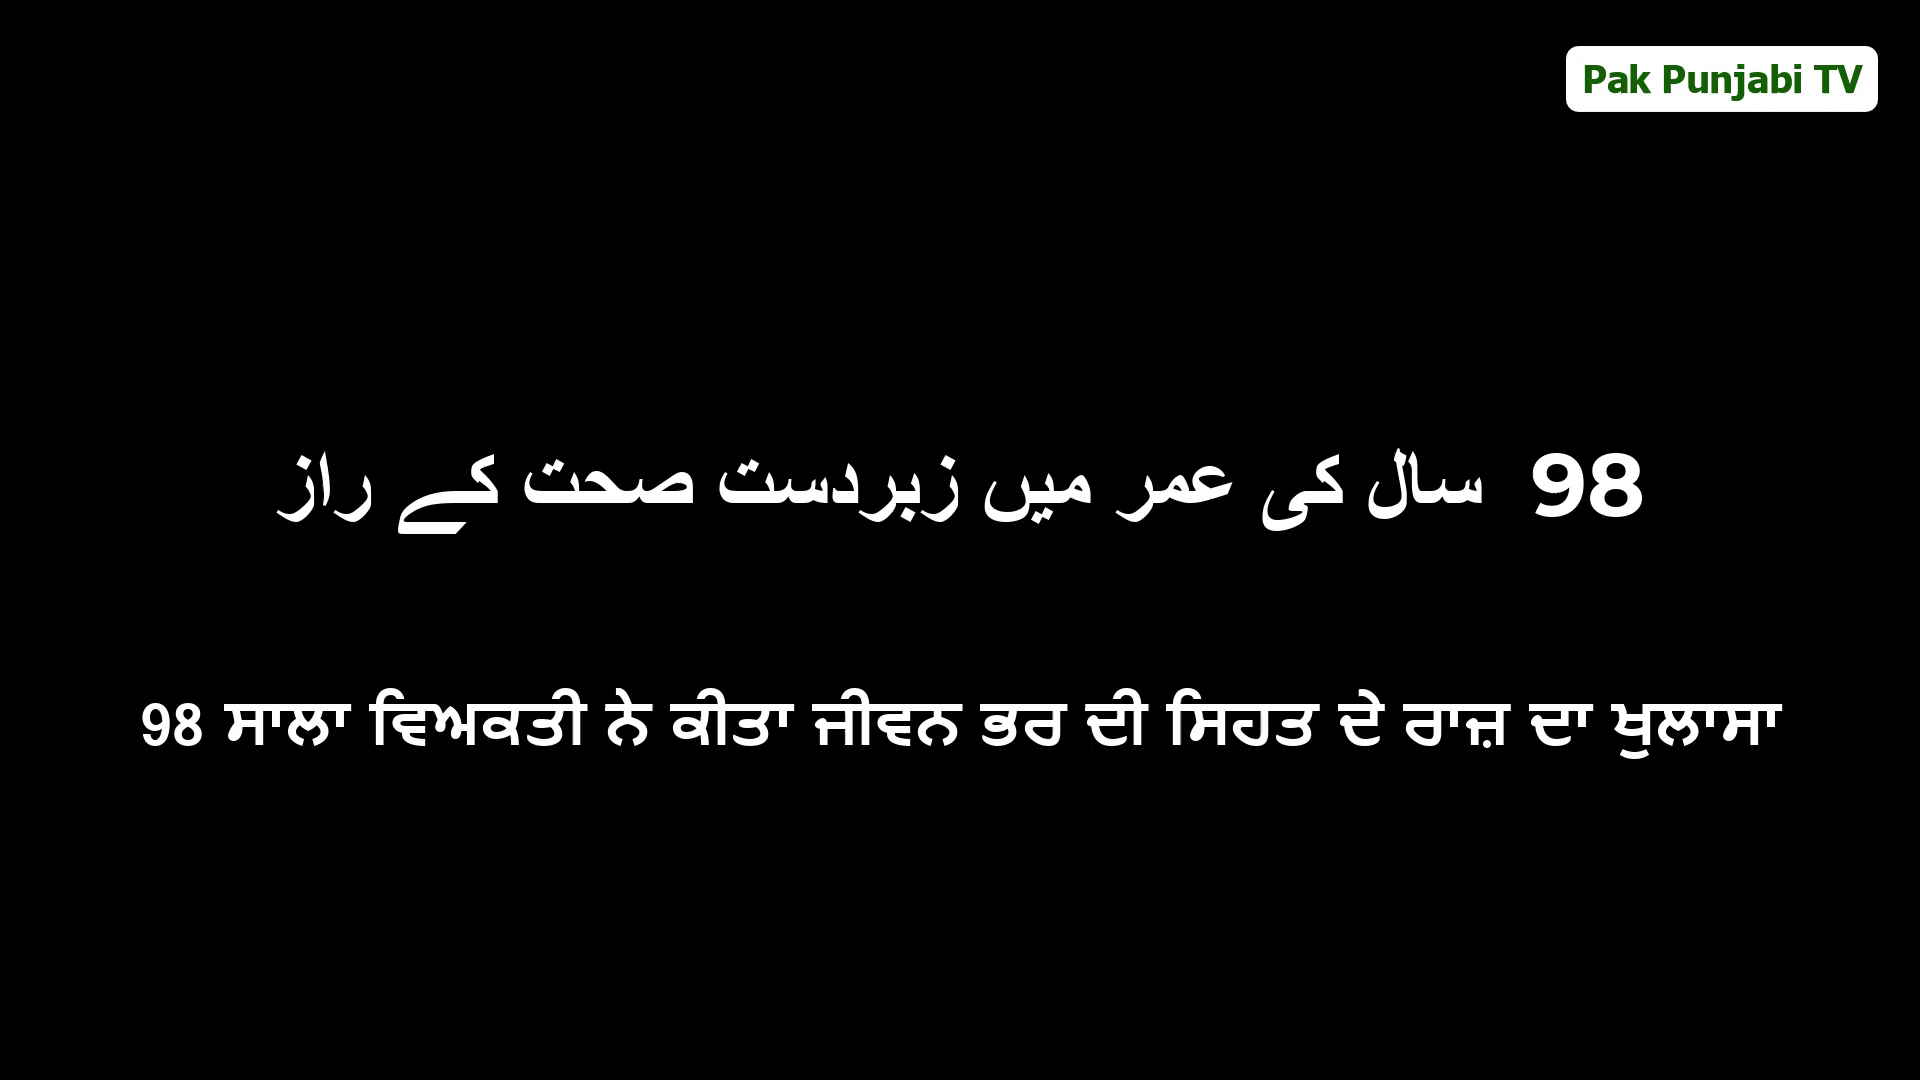 Pak Punjabi TV
98 سال کی عمر میں زبردست صحت کے راز
98 ਸਾਲਾ ਵਿਅਕਤੀ ਨੇ ਕੀਤਾ ਜੀਵਨ ਭਰ ਦੀ ਸਿਹਤ ਦੇ ਰਾਜ਼ ਦਾ ਖੁਲਾਸਾ